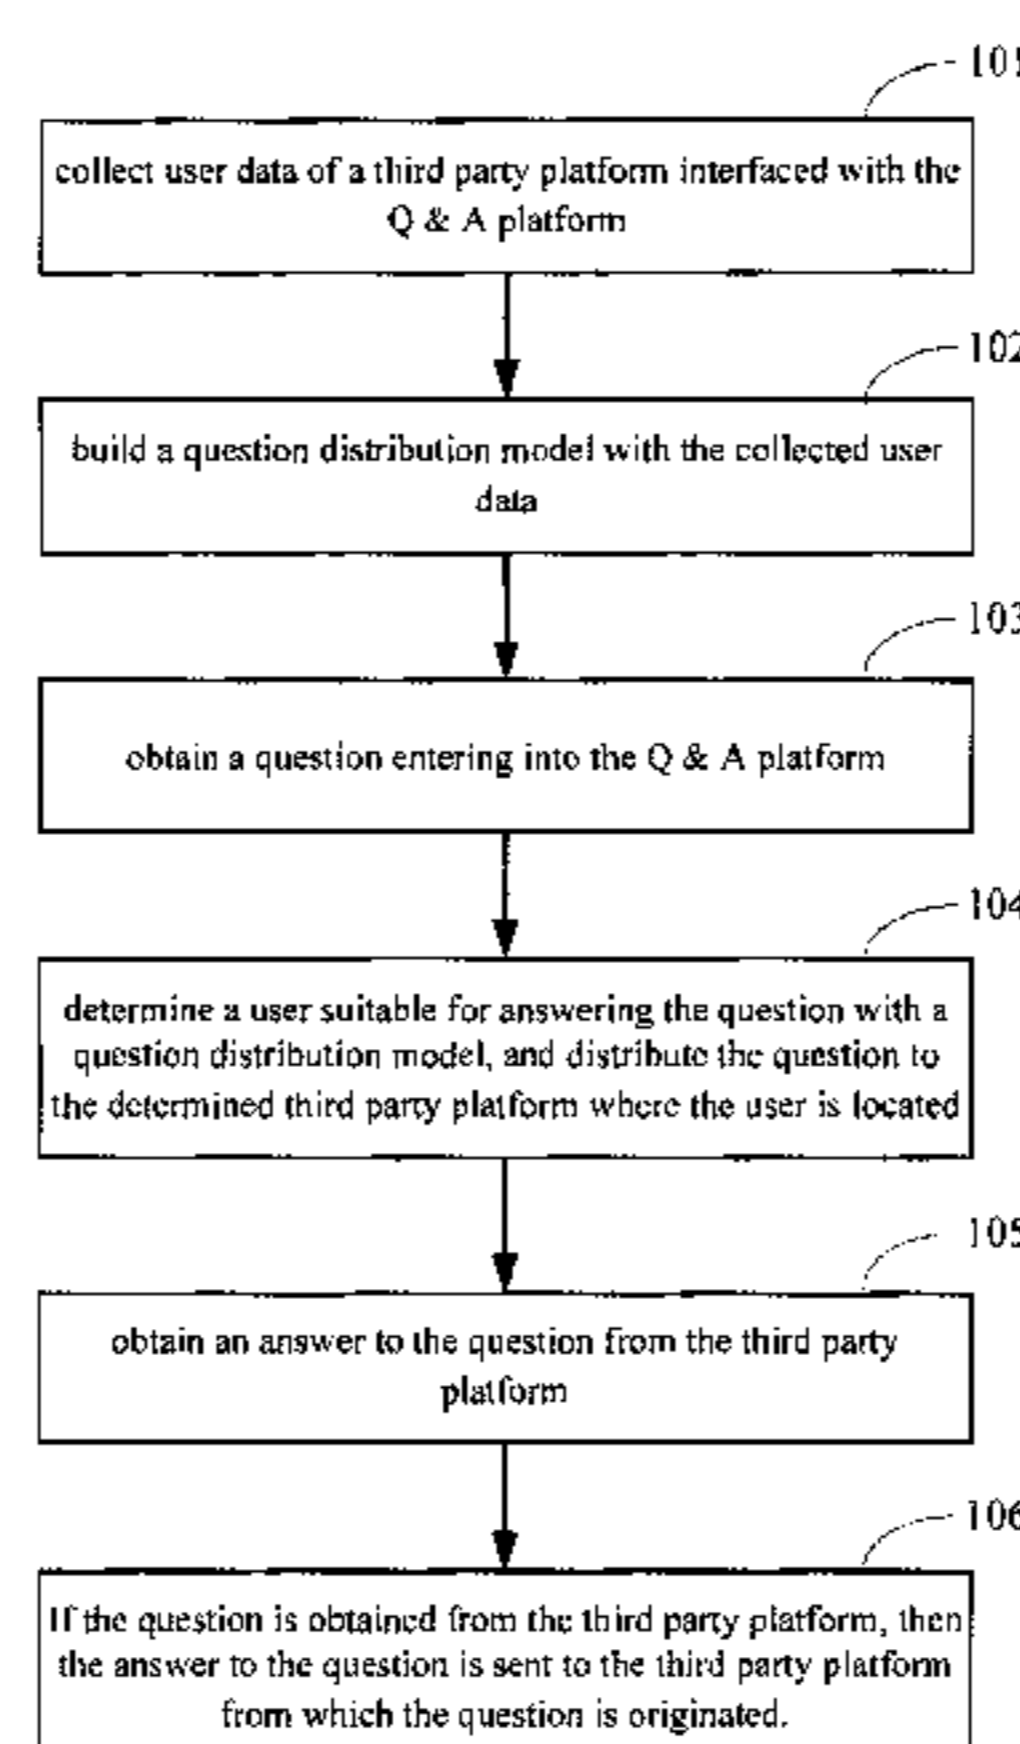 101
collect user data of a third party platform interfaced with the
Q & A platform
102
build a question distribution model with the collected user
data
103
obtain a question entering into the Q & A platform
104
determine a user suitable for answering the question with a
question distribution model, and distribute the question to
the determined third party platform where the user is located
105
obtain an answer to the question from the third party
platform
106
If the question is obtained from the third party platform, then
the answer to the question is sent to the third party platform
from which the question is originated.